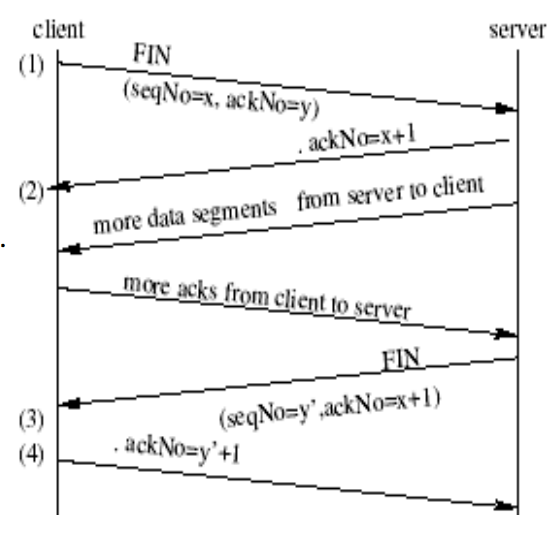 client server
(1) FIN
(seqNo=x, ackNo=y)
. ackNo=x+1
(2)
more data segments from server to client
.
more acks from client to server
FIN
(3) (seqNo=y',ackNo=x+1)
(4) . ackNo=y'+1